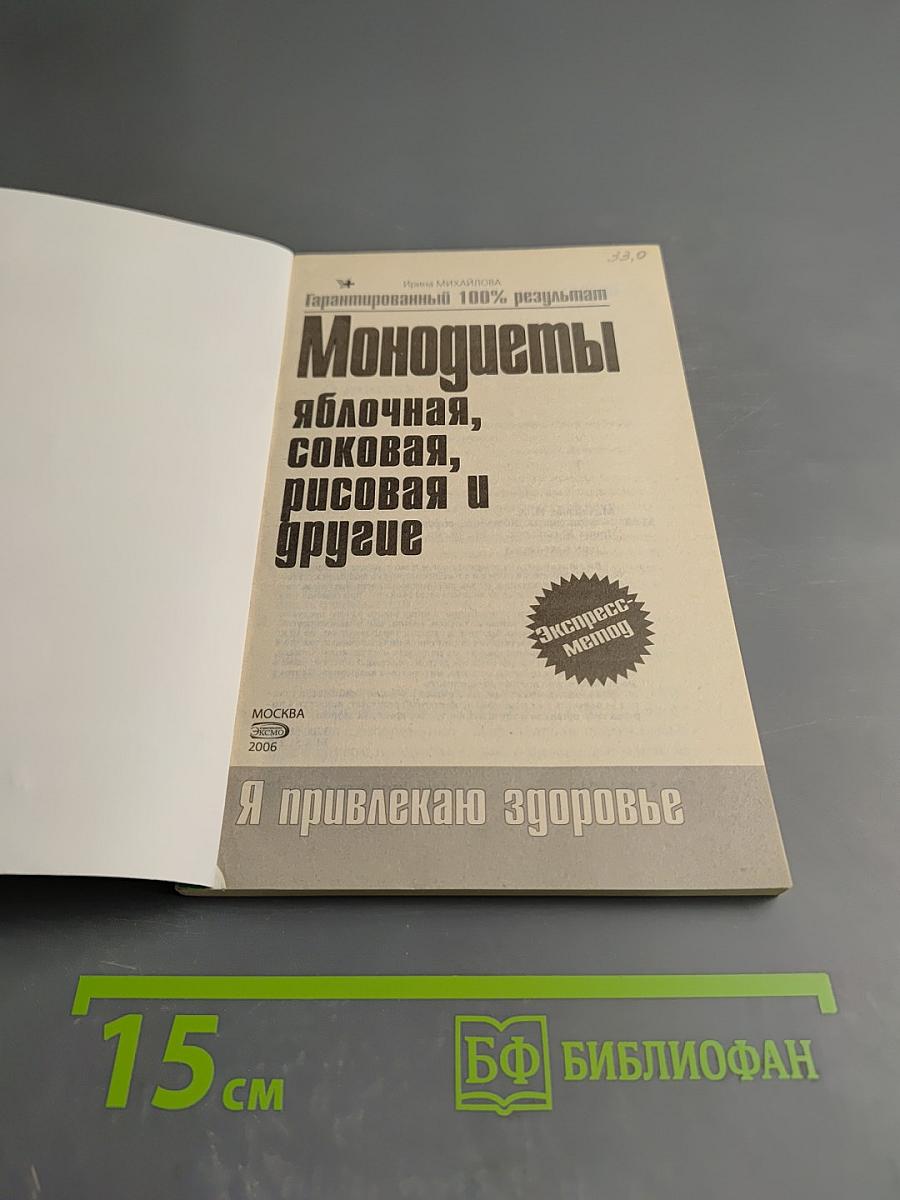 33,0
Ирина МИХАЙЛОВА
Гарантированный 100% результат
Монодиеты
яблочная,
соковая,
рисовая и
другие
Экспресс-
метод
МОСКВА
ЭКСМО
2006
Я привлекаю здоровье
15 см
БФ БИБЛИОФАН